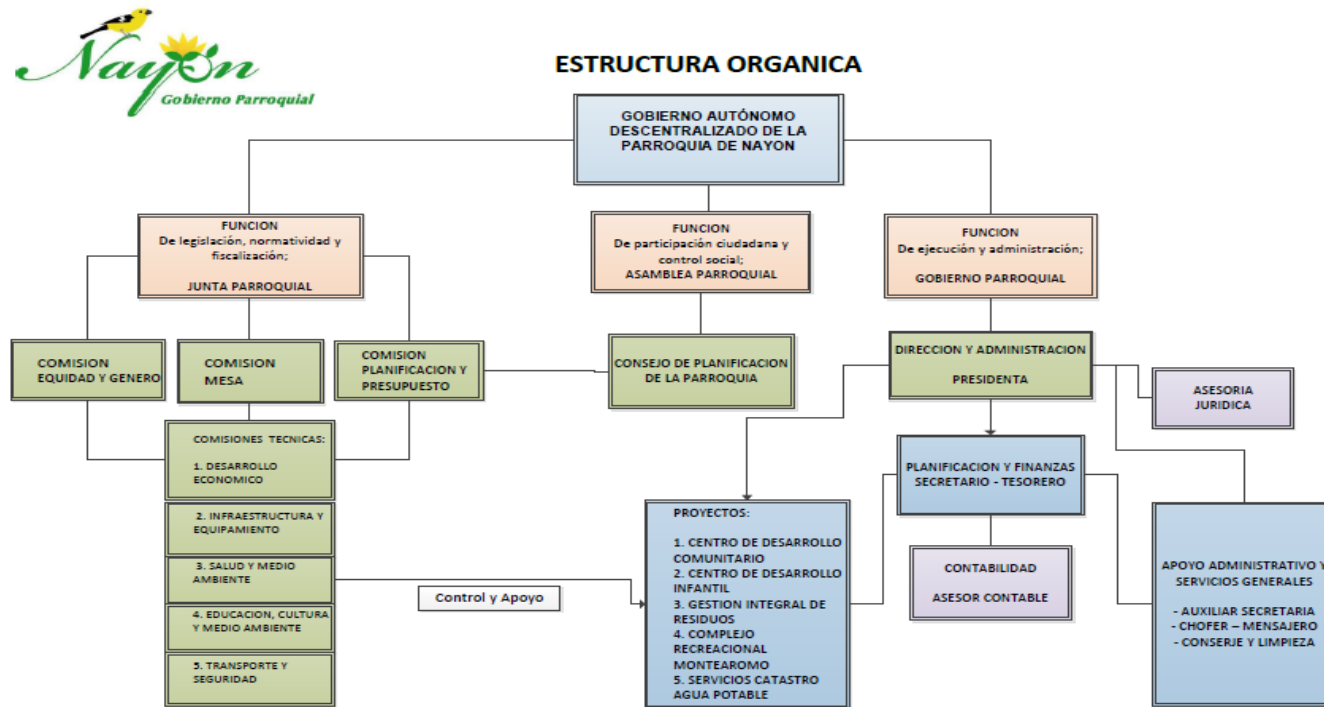 Nayón
Gobierno Parroquial
ESTRUCTURA ORGANICA
GOBIERNO AUTÓNOMO
DESCENTRALIZADO DE LA
PARROQUIA DE NAYON
FUNCION
De legislación, normatividad y
fiscalización;
JUNTA PARROQUIAL
FUNCION
De participación ciudadana y
control social;
ASAMBLEA PARROQUIAL
FUNCION
De ejecución y administración;
GOBIERNO PARROQUIAL
COMISION
EQUIDAD Y GENERO
COMISION
MESA
COMISION
PLANIFICACION Y
PRESUPUESTO
CONSEJO DE PLANIFICACION
DE LA PARROQUIA
DIRECCION Y ADMINISTRACION
PRESIDENTA
ASESORIA
JURIDICA
COMISIONES TECNICAS:
1. DESARROLLO
ECONOMICO
2. INFRAESTRUCTURA Y
EQUIPAMIENTO
3. SALUD Y MEDIO
AMBIENTE
4. EDUCACION, CULTURA
Y MEDIO AMBIENTE
5. TRANSPORTE Y
SEGURIDAD
Control y Apoyo
PROYECTOS:
1. CENTRO DE DESARROLLO
COMUNITARIO
2. CENTRO DE DESARROLLO
INFANTIL
3. GESTION INTEGRAL DE
RESIDUOS
4. COMPLEJO
RECREACIONAL
MONTEAROMO
5. SERVICIOS CATASTRO
AGUA POTABLE
PLANIFICACION Y FINANZAS
SECRETARIO - TESORERO
CONTABILIDAD
ASESOR CONTABLE
APOYO ADMINISTRATIVO Y
SERVICIOS GENERALES
- AUXILIAR SECRETARIA
- CHOFER – MENSAJERO
- CONSERJE Y LIMPIEZA